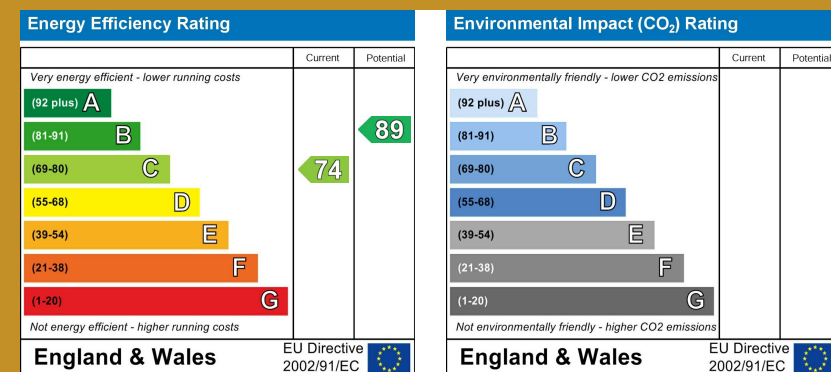 Energy Efficiency Rating
Current Potential
Very energy efficient - lower running costs
(92 plus) A
(81-91) B
89
(69-80) C
74
(55-68) D
(39-54) E
(21-38) F
(1-20) G
Not energy efficient - higher running costs
England & Wales
EU Directive
2002/91/EC
Environmental Impact (CO₂) Rating
Current Potential
Very environmentally friendly - lower CO2 emissions
(92 plus) A
(81-91) B
(69-80) C
(55-68) D
(39-54) E
(21-38) F
(1-20) G
Not environmentally friendly - higher CO2 emissions
England & Wales
EU Directive
2002/91/EC